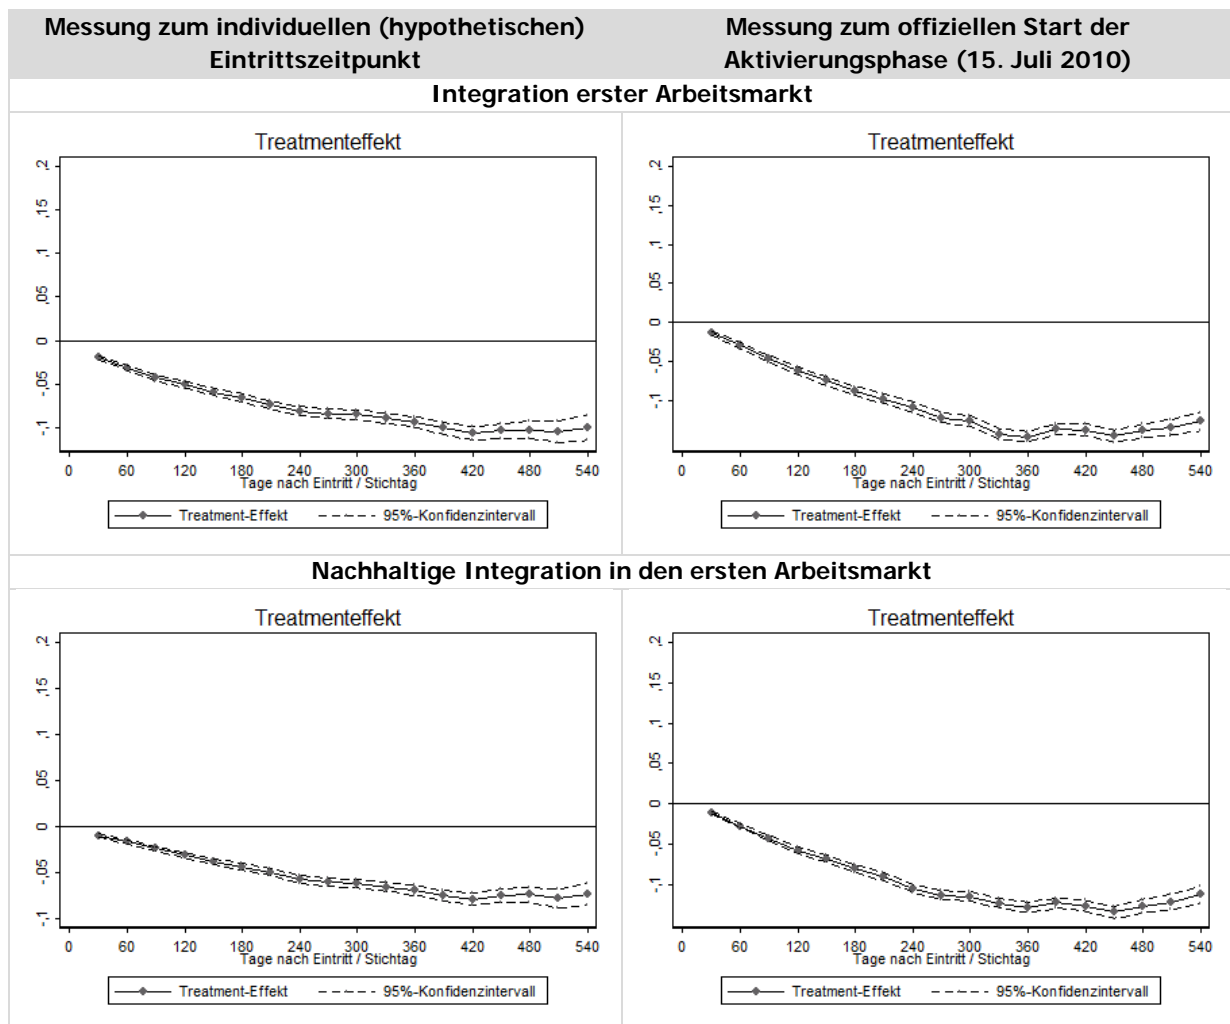 Messung zum individuellen (hypothetischen)
Eintrittszeitpunkt
Messung zum offiziellen Start der
Aktivierungsphase (15. Juli 2010)
Integration erster Arbeitsmarkt
Treatmenteffekt
,2
,15
,1
,05
0
-,05
-,1
0 60 120 180 240 300 360 420 480 540
Tage nach Eintritt / Stichtag
Treatment-Effekt 95%-Konfidenzintervall
Treatmenteffekt
,2
,15
,1
,05
0
-,05
-,1
0 60 120 180 240 300 360 420 480 540
Tage nach Eintritt / Stichtag
Treatment-Effekt 95%-Konfidenzintervall
Nachhaltige Integration in den ersten Arbeitsmarkt
Treatmenteffekt
,2
,15
,1
,05
0
-,05
-,1
0 60 120 180 240 300 360 420 480 540
Tage nach Eintritt / Stichtag
Treatment-Effekt 95%-Konfidenzintervall
Treatmenteffekt
,2
,15
,1
,05
0
-,05
-,1
0 60 120 180 240 300 360 420 480 540
Tage nach Eintritt / Stichtag
Treatment-Effekt 95%-Konfidenzintervall